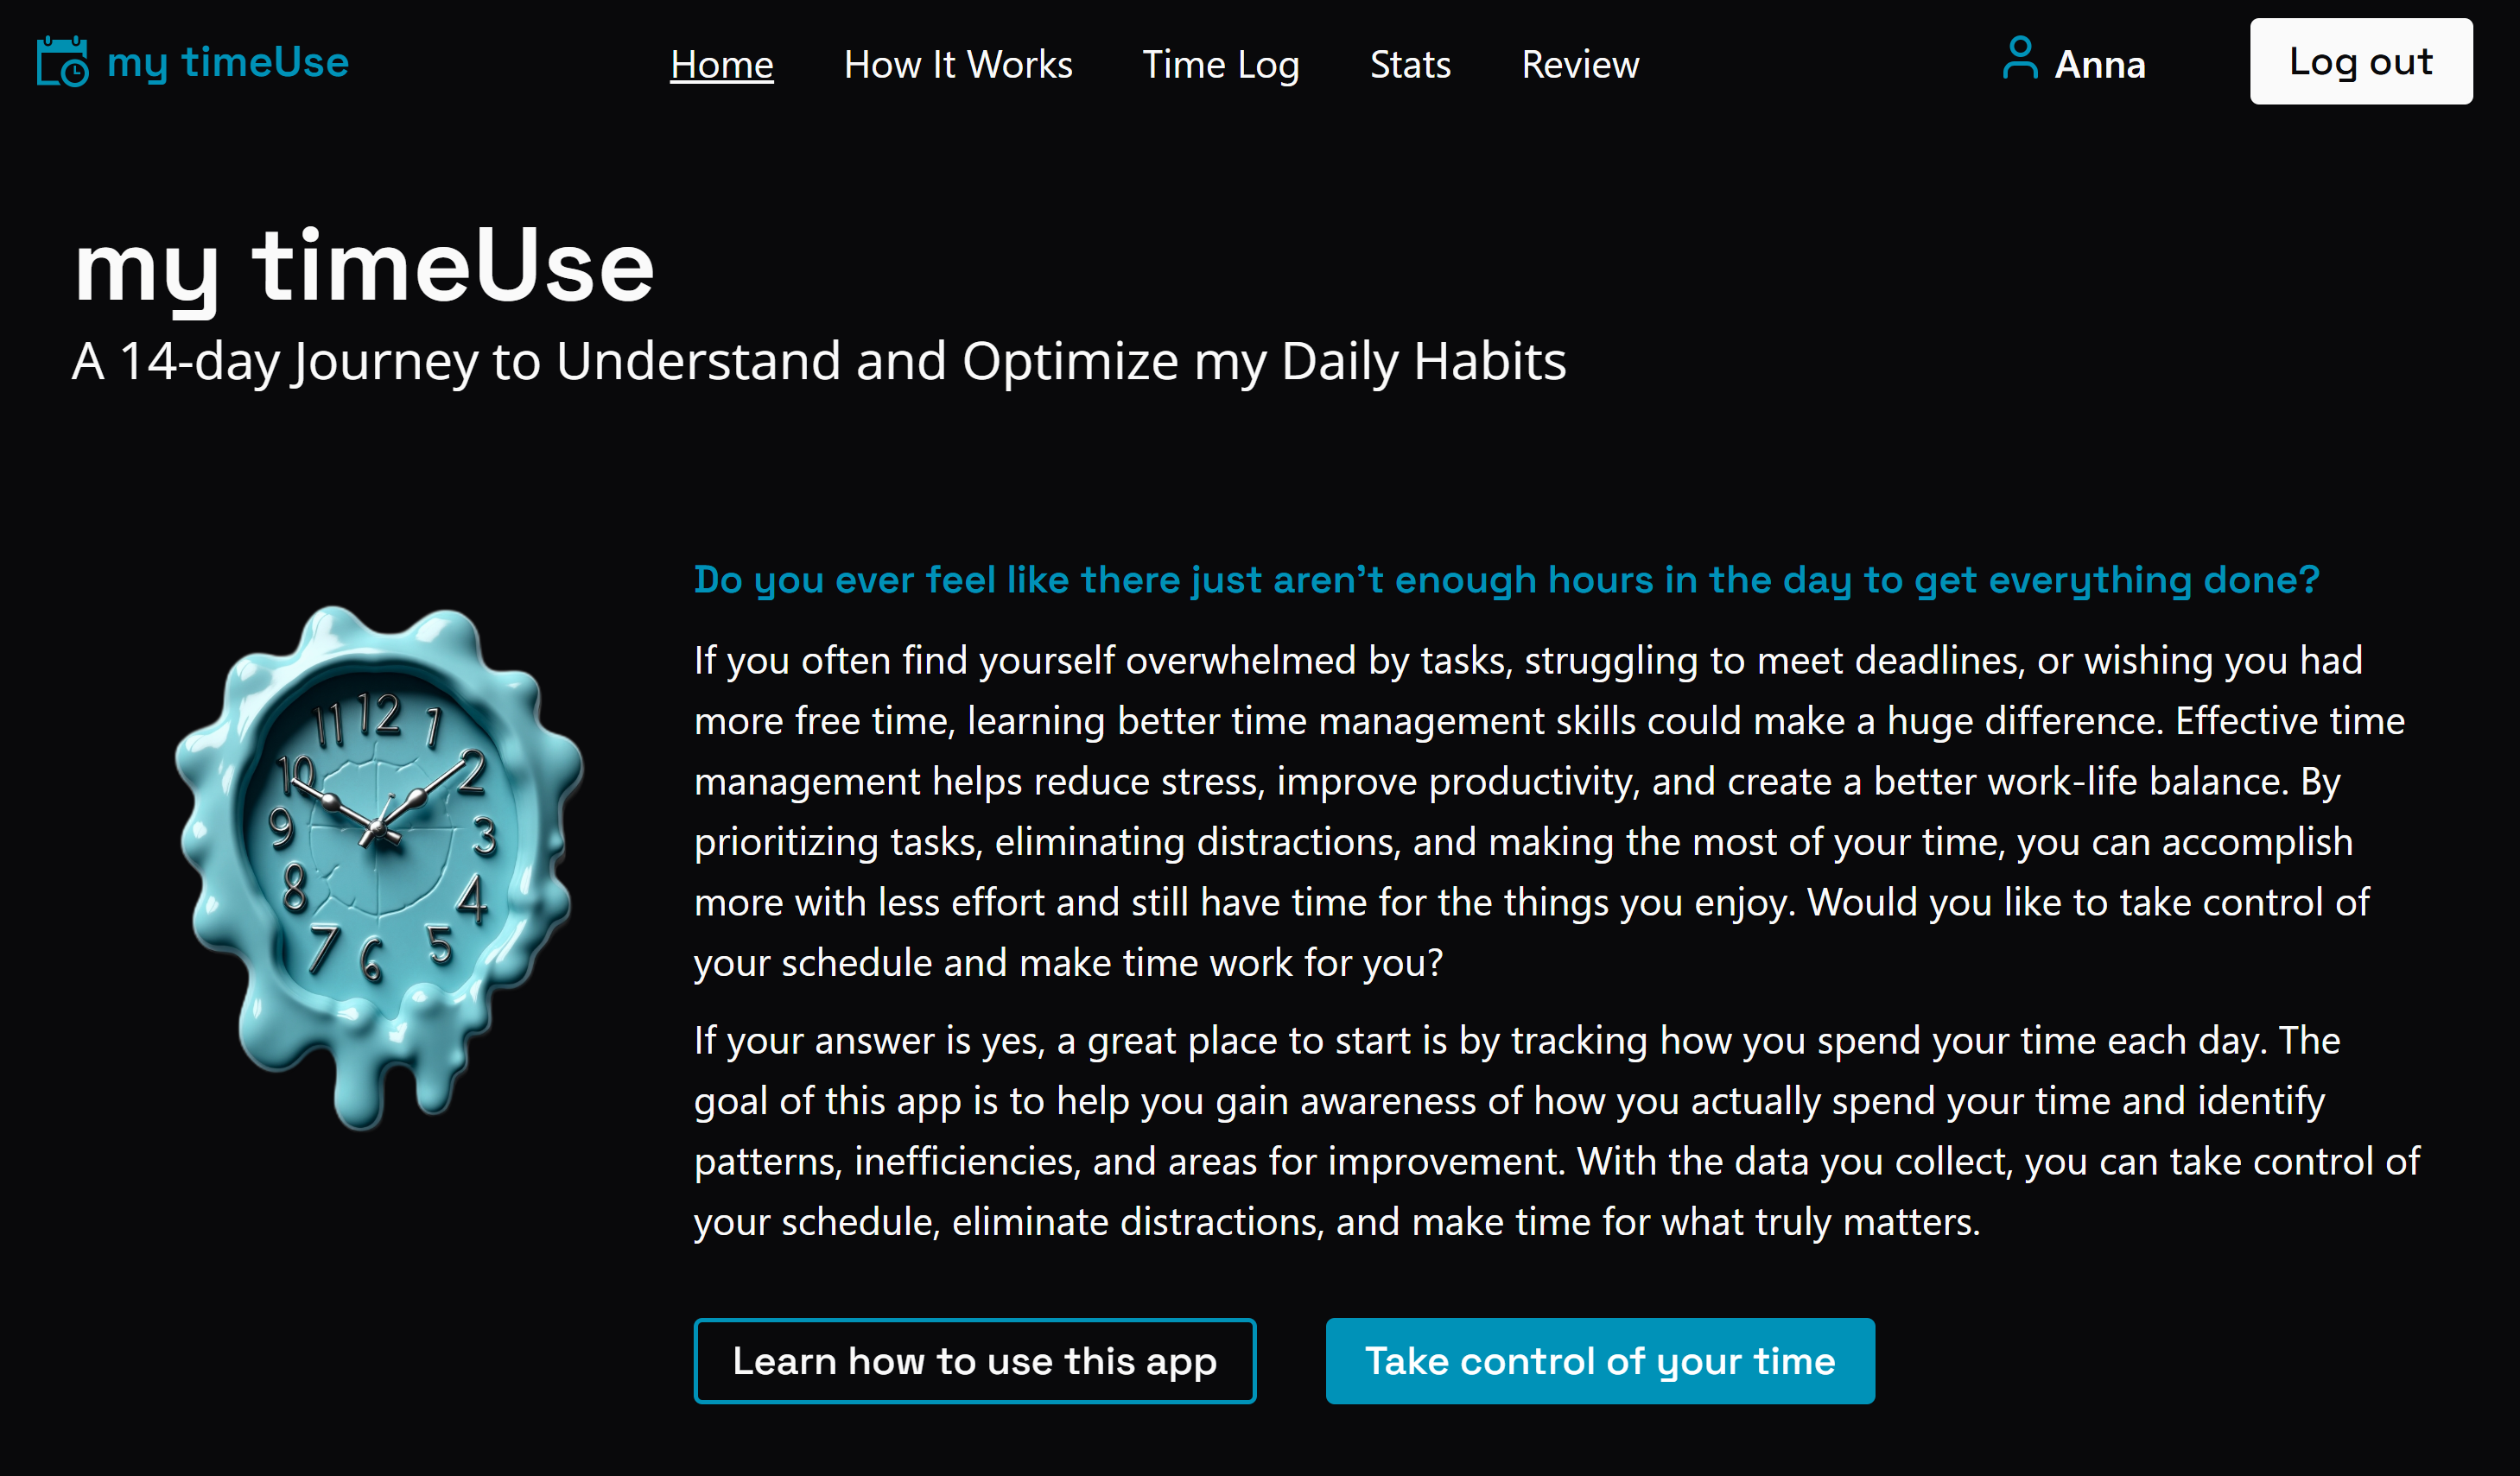 my timeUse
Home
How It Works
Time Log
Stats
Review
Anna
Log out
my timeUse
A 14-day Journey to Understand and Optimize my Daily Habits
Do you ever feel like there just aren't enough hours in the day to get everything done?
If you often find yourself overwhelmed by tasks, struggling to meet deadlines, or wishing you had
more free time, learning better time management skills could make a huge difference. Effective time
management helps reduce stress, improve productivity, and create a better work-life balance. By
prioritizing tasks, eliminating distractions, and making the most of your time, you can accomplish
more with less effort and still have time for the things you enjoy. Would you like to take control of
your schedule and make time work for you?
If your answer is yes, a great place to start is by tracking how you spend your time each day. The
goal of this app is to help you gain awareness of how you actually spend your time and identify
patterns, inefficiencies, and areas for improvement. With the data you collect, you can take control of
your schedule, eliminate distractions, and make time for what truly matters.
12
1
2
3
4
5
6
7
8
9
10
11
Learn how to use this app
Take control of your time